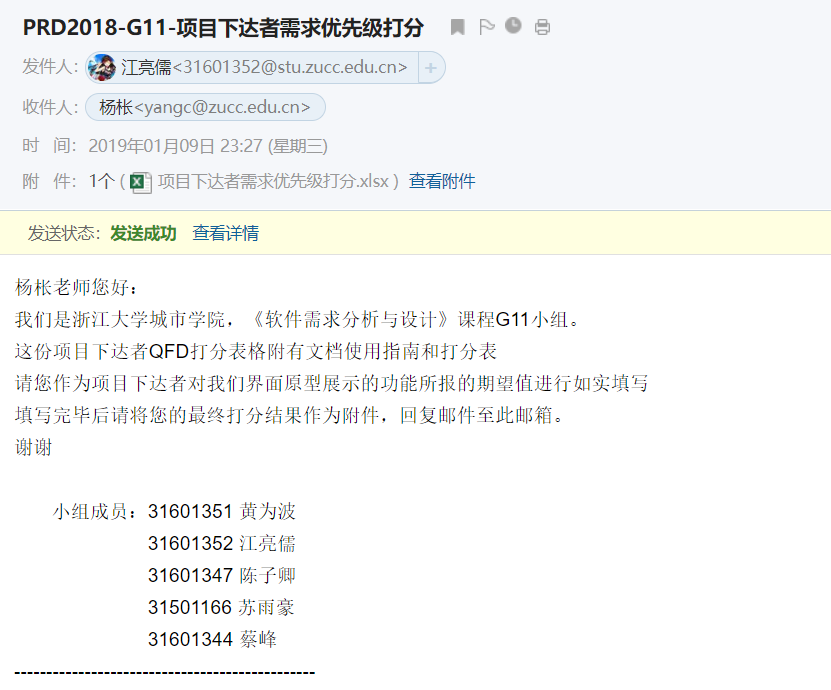 PRD2018-G11-项目下达者需求优先级打分
发件人：江亮儒<31601352@stu.zucc.edu.cn> +
收件人：杨枨<yangc@zucc.edu.cn>
时 间：2019年01月09日 23:27 (星期三)
附 件：1个 ( 项目下达者需求优先级打分.xlsx ) 查看附件
发送状态：发送成功 查看详情
杨枨老师您好：
我们是浙江大学城市学院，《软件需求分析与设计》课程G11小组。
这份项目下达者QFD打分表格附有文档使用指南和打分表
请您作为项目下达者对我们界面原型展示的功能所报的期望值进行如实填写
填写完毕后请将您的最终打分结果作为附件，回复邮件至此邮箱。
谢谢
小组成员：31601351 黄为波
31601352 江亮儒
31601347 陈子卿
31501166 苏雨豪
31601344 蔡峰
-----------------------------------------------